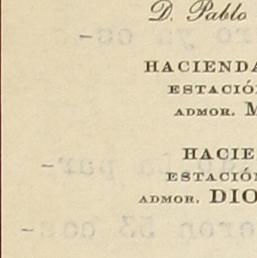 D. Pablo
HACIENDA
ESTACIÓN
ADMOR. M
HACIE
ESTACIÓN
ADMOR. DIO